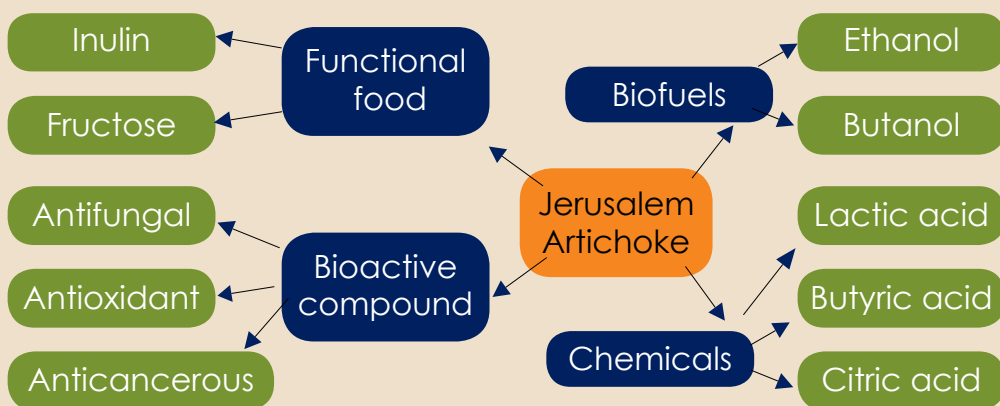 Inulin
Fructose
Functional
food
Biofuels
Ethanol
Butanol
Jerusalem
Artichoke
Antifungal
Antioxidant
Anticancerous
Bioactive
compound
Chemicals
Lactic acid
Butyric acid
Citric acid